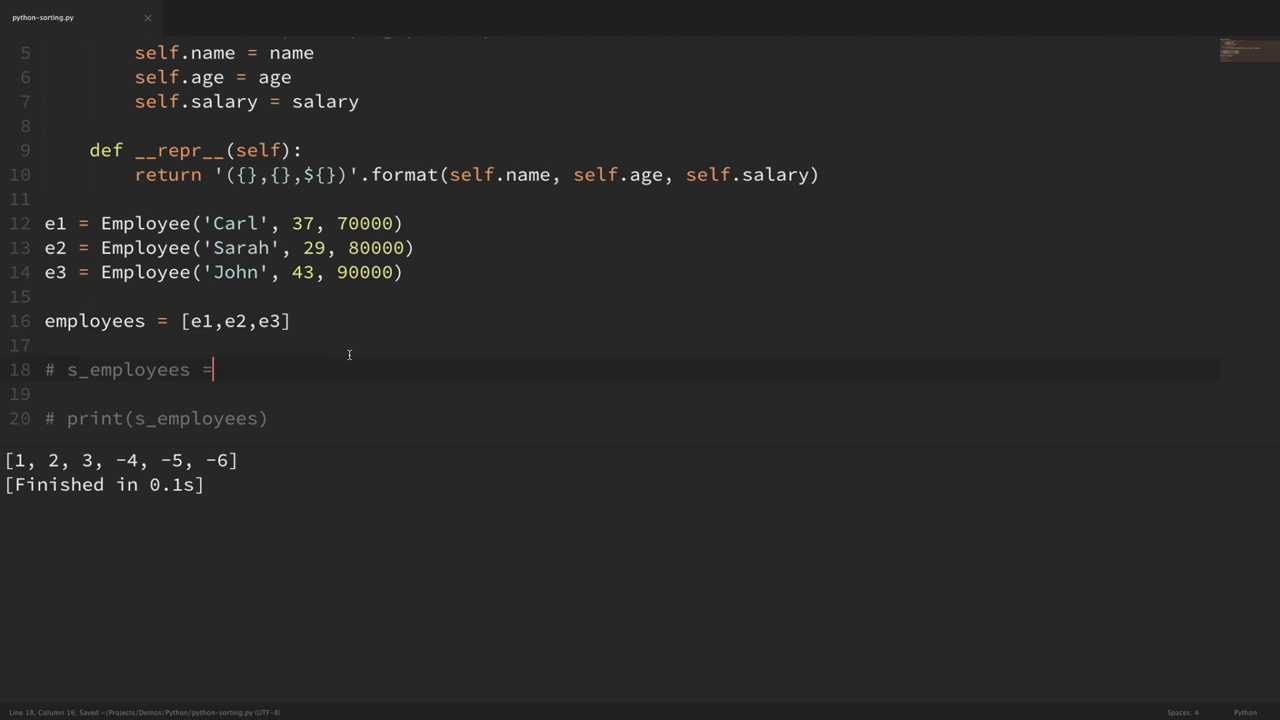 python-sorting.py ×
5 self.name = name
6 self.age = age
7 self.salary = salary
8
9 def __repr__(self):
10 return '({},{},${})'.format(self.name, self.age, self.salary)
11
12 e1 = Employee('Carl', 37, 70000)
13 e2 = Employee('Sarah', 29, 80000)
14 e3 = Employee('John', 43, 90000)
15
16 employees = [e1,e2,e3]
17
18 # s_employees =
19
20 # print(s_employees)
[1, 2, 3, -4, -5, -6]
[Finished in 0.1s]
Line 18, Column 16: Saved ~/Projects/Demos/Python/python-sorting.py (UTF-8) Spaces: 4 Python